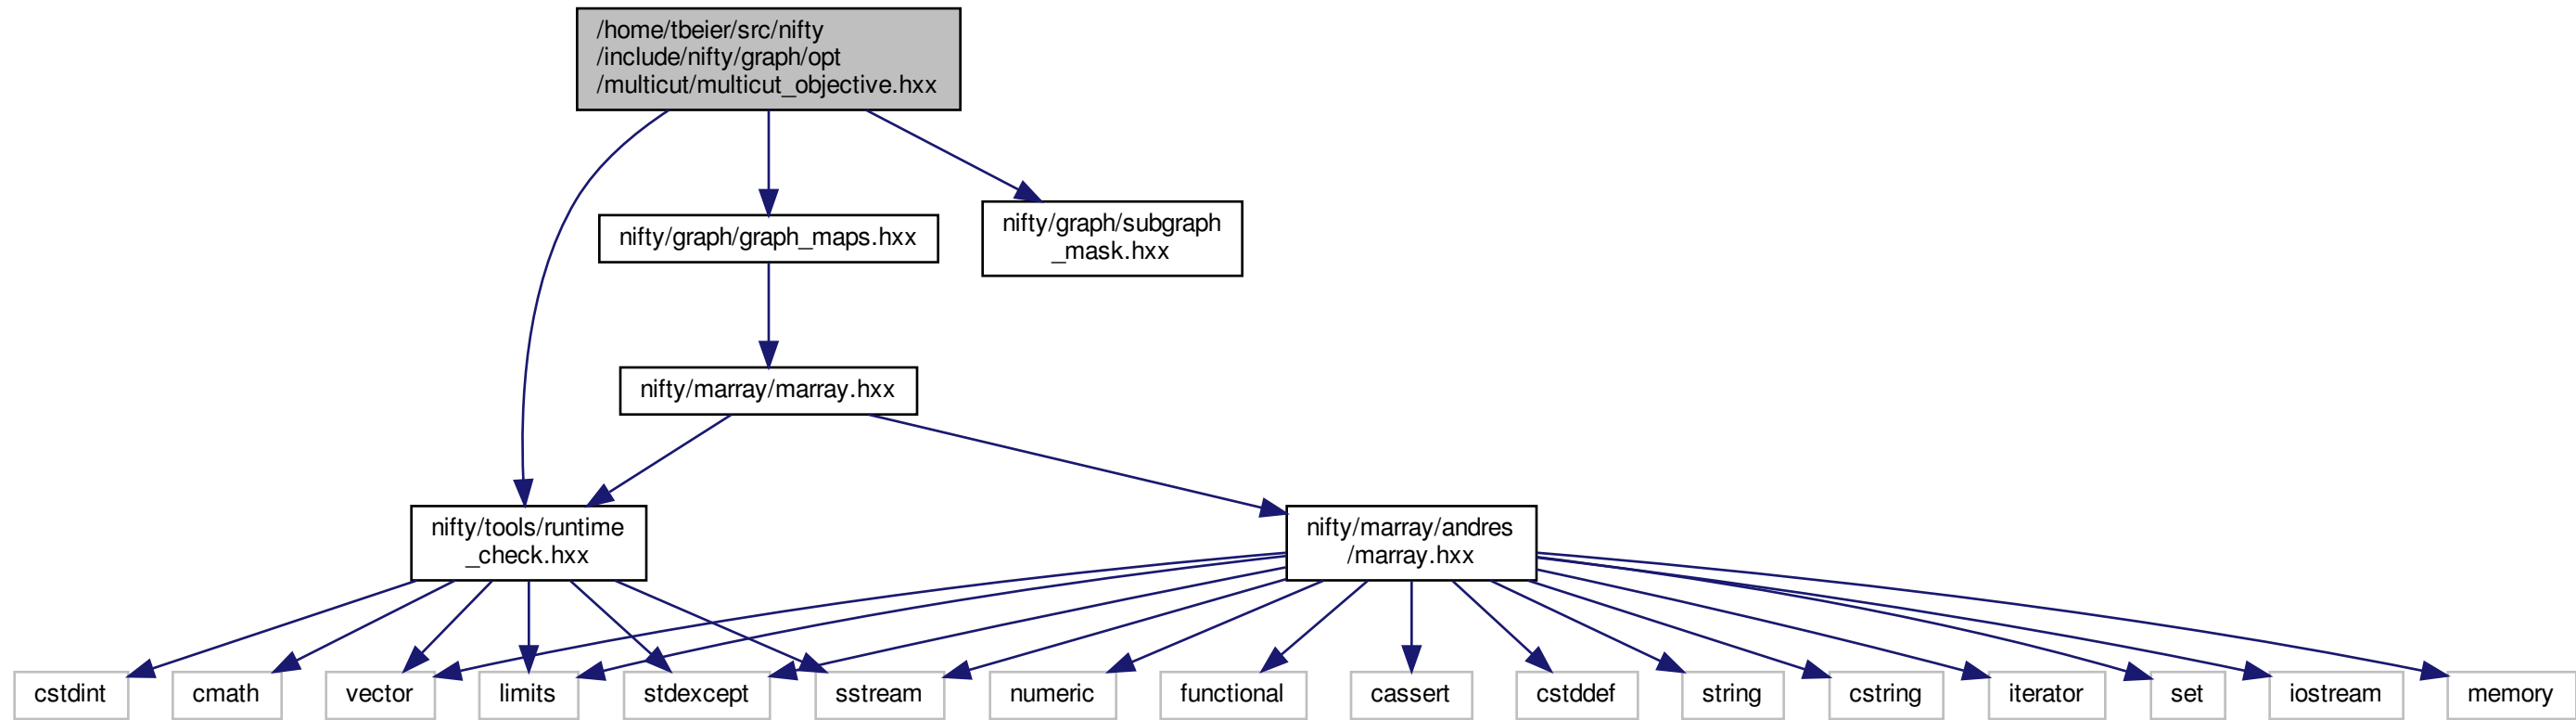 /home/tbeier/src/nifty
/include/nifty/graph/opt
/multicut/multicut_objective.hxx
nifty/graph/graph_maps.hxx
nifty/graph/subgraph
_mask.hxx
nifty/marray/marray.hxx
nifty/tools/runtime
_check.hxx
nifty/marray/andres
/marray.hxx
cstdint
cmath
vector
limits
stdexcept
sstream
numeric
functional
cassert
cstddef
string
cstring
iterator
set
iostream
memory